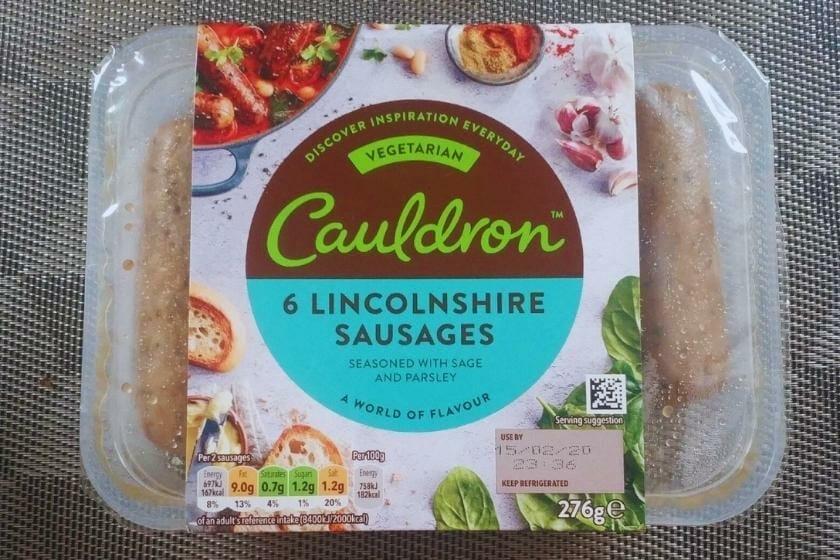 DISCOVER INSPIRATION EVERYDAY
VEGETARIAN
Cauldron™
6 LINCOLNSHIRE
SAUSAGES
SEASONED WITH SAGE
AND PARSLEY
A WORLD OF FLAVOUR
Serving suggestion
USE BY
15/02/20
23:36
KEEP REFRIGERATED
276g℮
Per 2 sausages Per 100g
Energy Fat Saturates Sugars Salt Energy
697kJ 9.0g 0.7g 1.2g 1.2g 758kJ
167kcal 182kcal
8% 13% 4% 1% 20%
of an adult's reference intake (8400kJ/2000kcal)